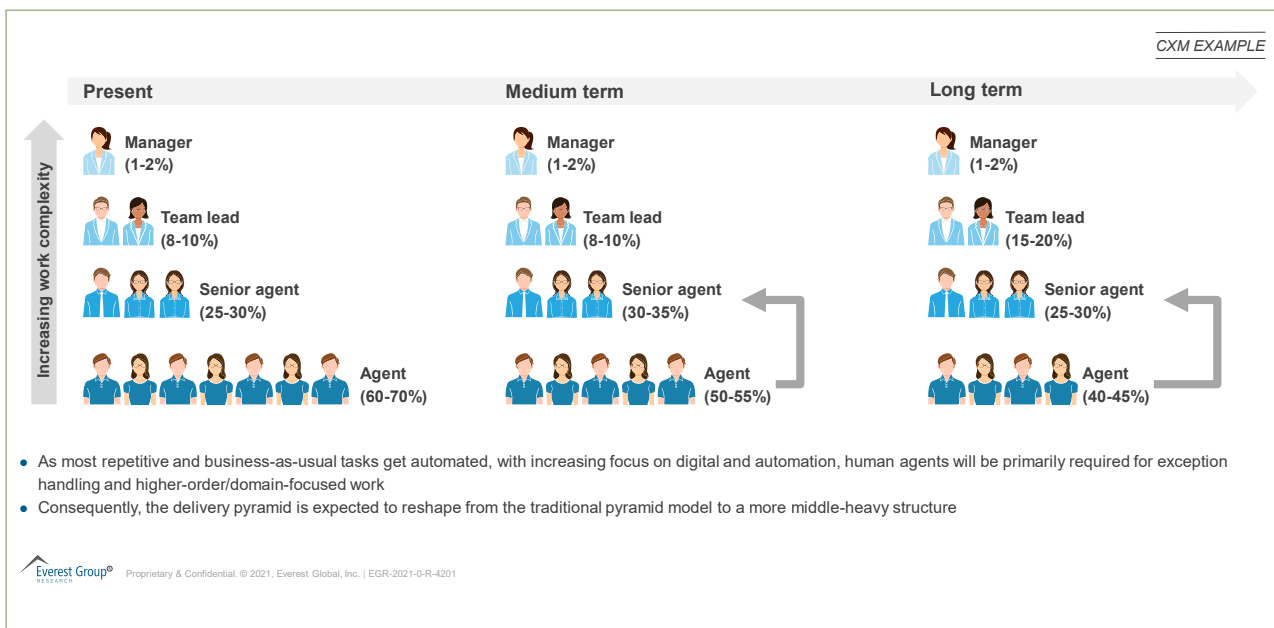 CXM EXAMPLE
Present
Medium term
Long term
Increasing work complexity
Manager
(1-2%)
Manager
(1-2%)
Manager
(1-2%)
Team lead
(8-10%)
Team lead
(8-10%)
Team lead
(15-20%)
Senior agent
(25-30%)
Senior agent
(30-35%)
Senior agent
(25-30%)
Agent
(60-70%)
Agent
(50-55%)
Agent
(40-45%)
• As most repetitive and business-as-usual tasks get automated, with increasing focus on digital and automation, human agents will be primarily required for exception
handling and higher-order/domain-focused work
• Consequently, the delivery pyramid is expected to reshape from the traditional pyramid model to a more middle-heavy structure
Everest Group®
RESEARCH
Proprietary & Confidential. © 2021, Everest Global, Inc. | EGR-2021-0-R-4201